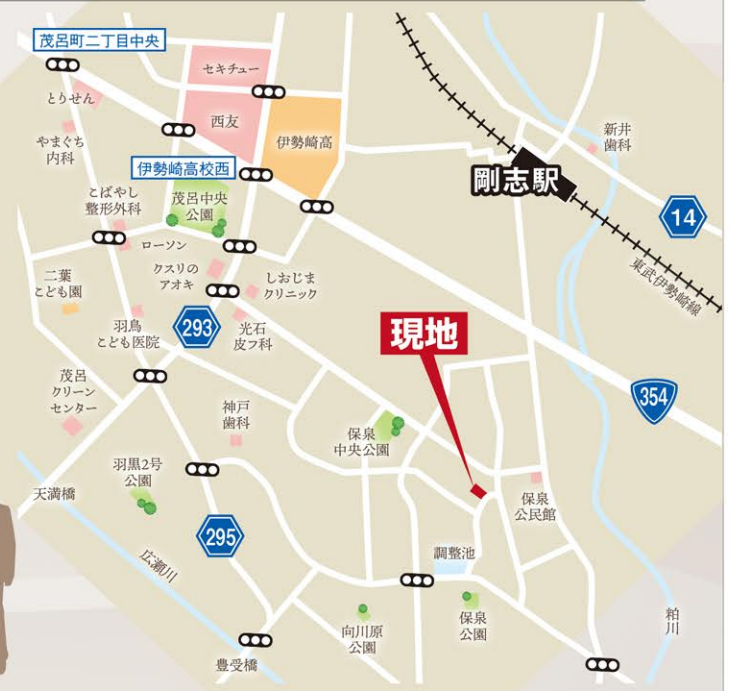 茂呂町二丁目中央
セキチュー
とりせん
西友
やまぐち
内科
伊勢崎高
新井
歯科
伊勢崎高校西
剛志駅
こばやし
整形外科
茂呂中央
公園
14
ローソン
クスリの
アオキ
しおじま
クリニック
東武伊勢崎線
二葉
こども園
羽鳥
こども医院
293
光石
皮フ科
現地
354
茂呂
クリーン
センター
神戸
歯科
保泉
中央公園
羽黒2号
公園
天満橋
保泉
公民館
295
広瀬川
調整池
向川原
公園
保泉
公園
粕
川
豊受橋